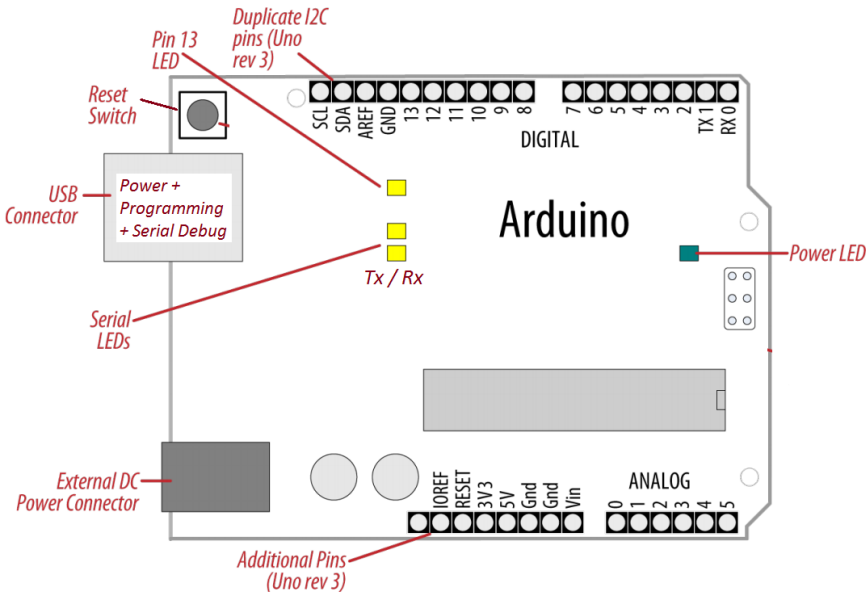 Duplicate I2C
pins (Uno
rev 3)
Pin 13
LED
Reset
Switch
SCL
SDA
AREF
GND
13
12
11
10
9
8
7
6
5
4
3
2
TX 1
RX 0
DIGITAL
USB
Connector
Power +
Programming
+ Serial Debug
Arduino
Power LED
Tx / Rx
Serial
LEDs
External DC
Power Connector
IOREF
RESET
3V3
5V
Gnd
Gnd
Vin
ANALOG
0
1
2
3
4
5
Additional Pins
(Uno rev 3)